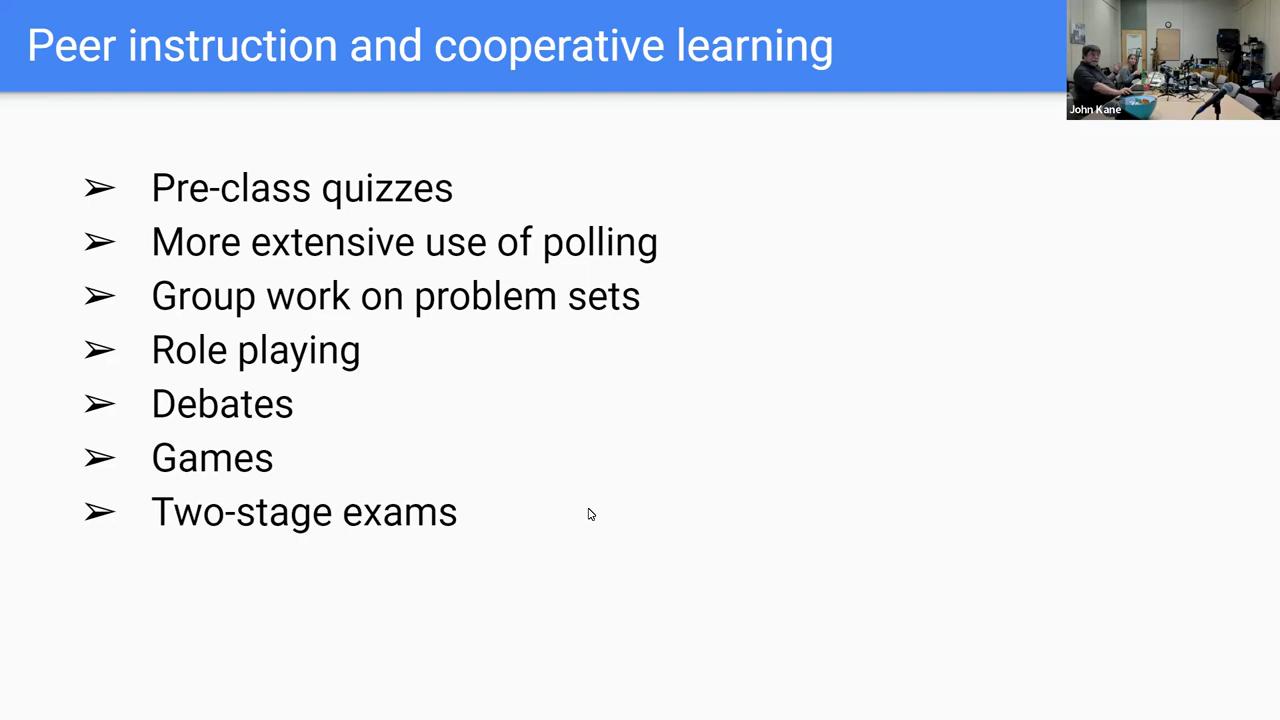 Peer instruction and cooperative learning
John Kane
➢ Pre-class quizzes
➢ More extensive use of polling
➢ Group work on problem sets
➢ Role playing
➢ Debates
➢ Games
➢ Two-stage exams